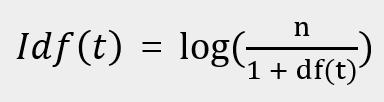 Idf(t) = log(n / 1 + df(t))